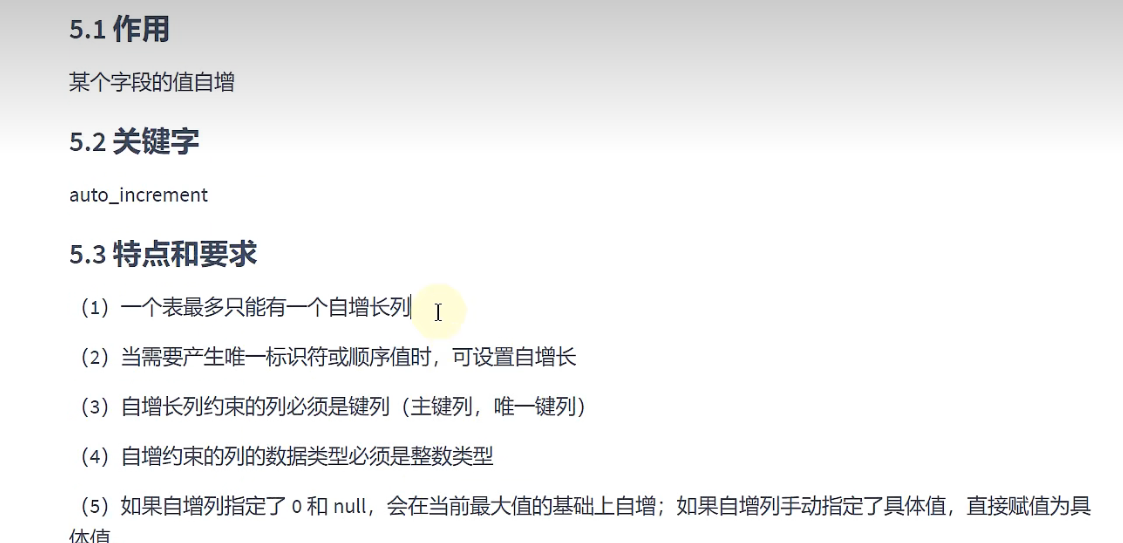 5.1 作用
某个字段的值自增
5.2 关键字
auto_increment
5.3 特点和要求
（1）一个表最多只能有一个自增长列
（2）当需要产生唯一标识符或顺序值时，可设置自增长
（3）自增长列约束的列必须是键列（主键列，唯一键列）
（4）自增约束的列的数据类型必须是整数类型
（5）如果自增列指定了 0 和 null，会在当前最大值的基础上自增；如果自增列手动指定了具体值，直接赋值为具
体值